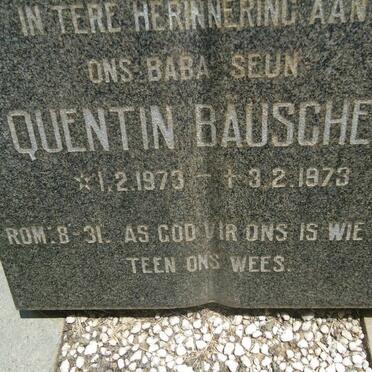 IN TERE HERINNERING AAN
ONS BABA SEUN
QUENTIN BAUSCHE
☆1.2.1973 – †3.2.1973
ROM. 8-31. AS GOD VIR ONS IS WIE
TEEN ONS WEES.